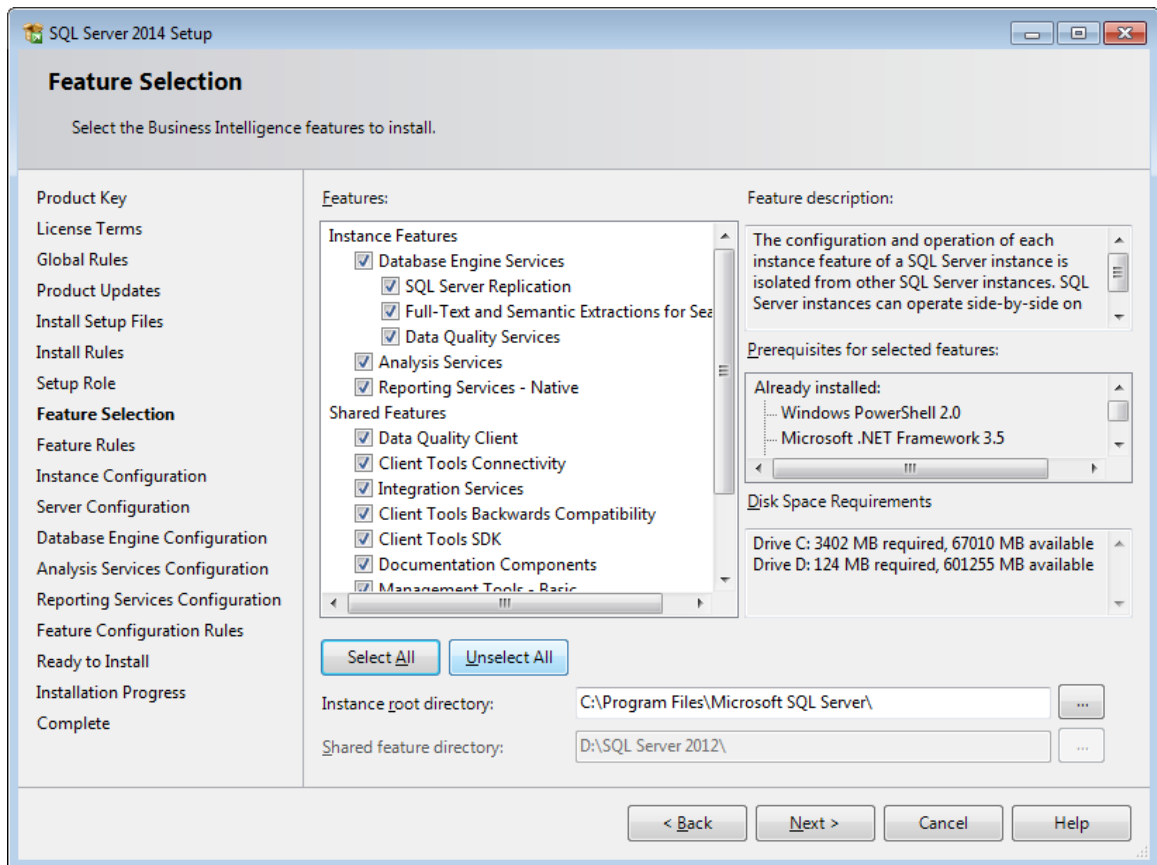 SQL Server 2014 Setup
Feature Selection
Select the Business Intelligence features to install.
Product Key
License Terms
Global Rules
Product Updates
Install Setup Files
Install Rules
Setup Role
Feature Selection
Feature Rules
Instance Configuration
Server Configuration
Database Engine Configuration
Analysis Services Configuration
Reporting Services Configuration
Feature Configuration Rules
Ready to Install
Installation Progress
Complete
Features:
Instance Features
Database Engine Services
SQL Server Replication
Full-Text and Semantic Extractions for Sea
Data Quality Services
Analysis Services
Reporting Services - Native
Shared Features
Data Quality Client
Client Tools Connectivity
Integration Services
Client Tools Backwards Compatibility
Client Tools SDK
Documentation Components
Management Tools - Basic
Feature description:
The configuration and operation of each
instance feature of a SQL Server instance is
isolated from other SQL Server instances. SQL
Server instances can operate side-by-side on
Prerequisites for selected features:
Already installed:
Windows PowerShell 2.0
Microsoft .NET Framework 3.5
Disk Space Requirements
Drive C: 3402 MB required, 67010 MB available
Drive D: 124 MB required, 601255 MB available
Select All
Unselect All
Instance root directory:
C:\Program Files\Microsoft SQL Server\
...
Shared feature directory:
D:\SQL Server 2012\
...
< Back
Next >
Cancel
Help